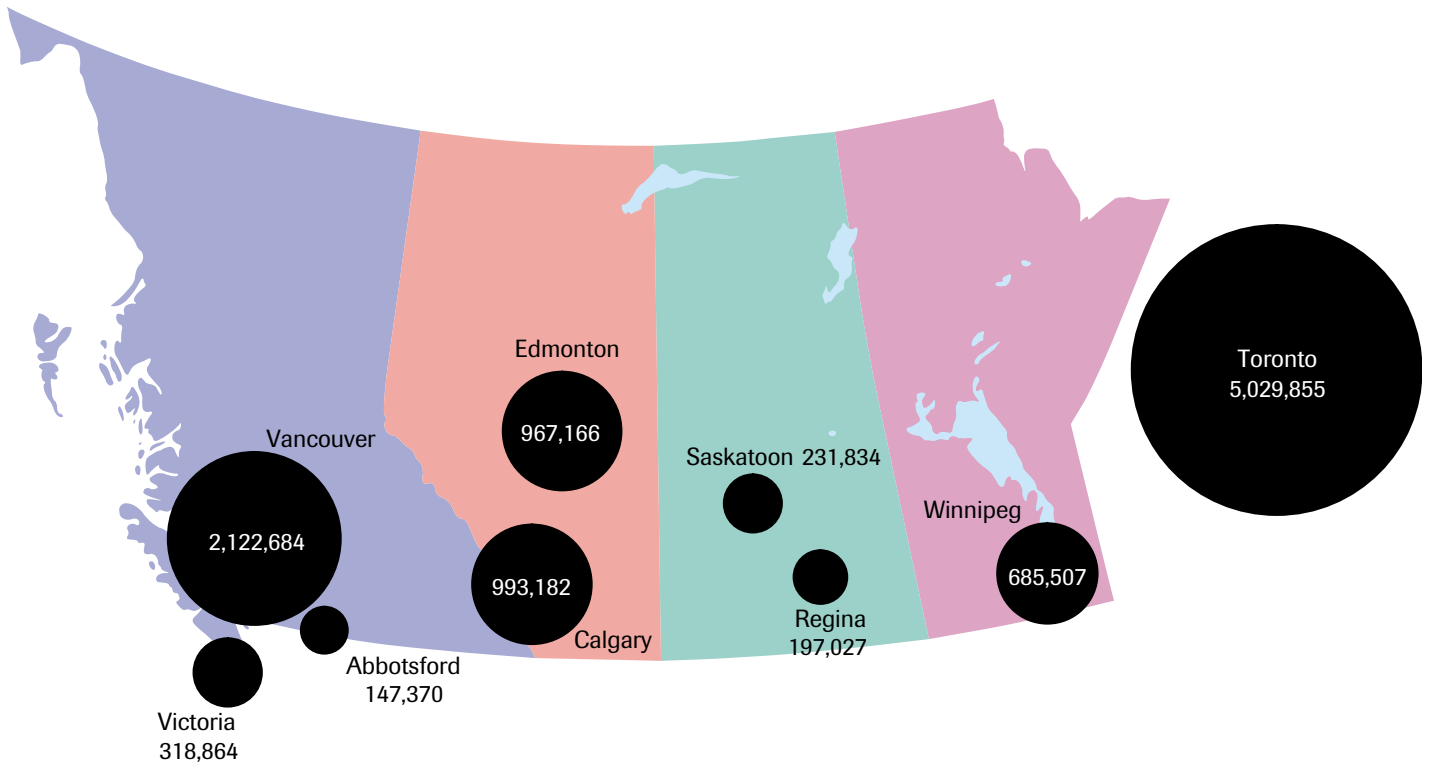 Edmonton
967,166
Toronto
5,029,855
Vancouver
2,122,684
Saskatoon 231,834
Winnipeg
685,507
993,182
Calgary
Regina
197,027
Abbotsford
147,370
Victoria
318,864